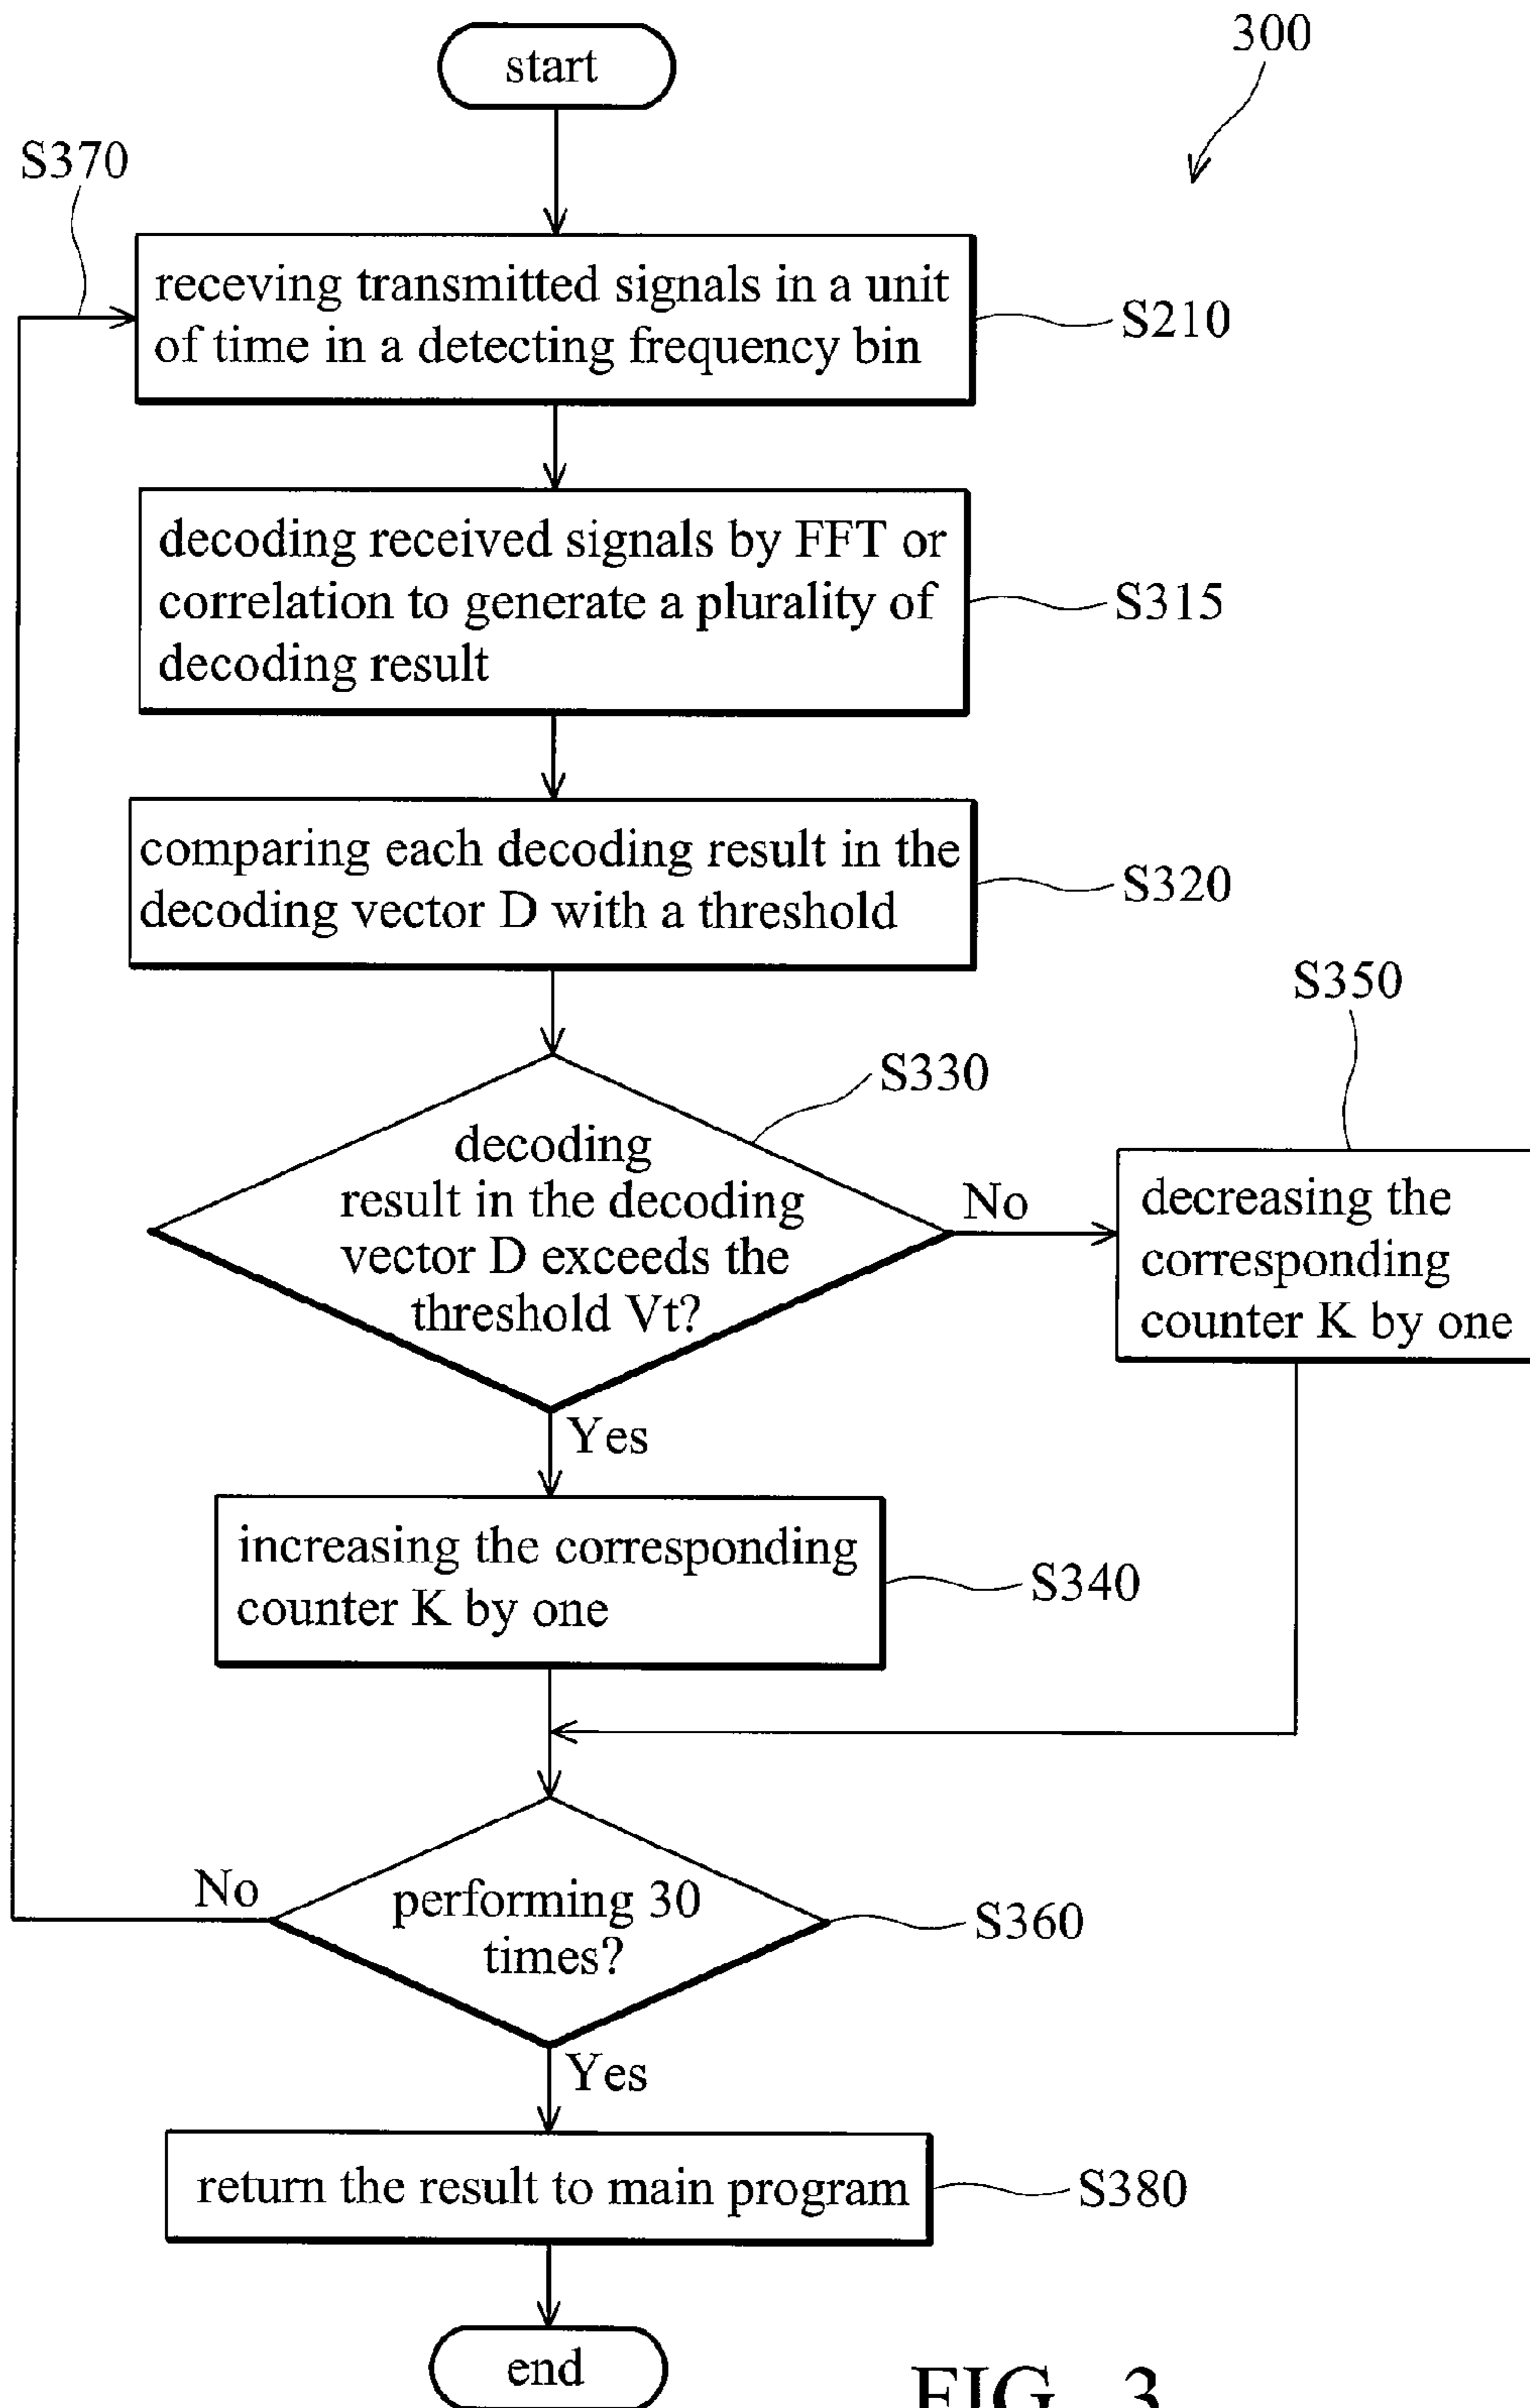 start
300
S370
receving transmitted signals in a unit
of time in a detecting frequency bin
S210
decoding received signals by FFT or
correlation to generate a plurality of
decoding result
S315
comparing each decoding result in the
decoding vector D with a threshold
S320
S350
S330
decoding
result in the decoding
vector D exceeds the
threshold Vt?
No
decreasing the
corresponding
counter K by one
Yes
increasing the corresponding
counter K by one
S340
No
performing 30
times?
S360
Yes
return the result to main program
S380
end
FIG. 3